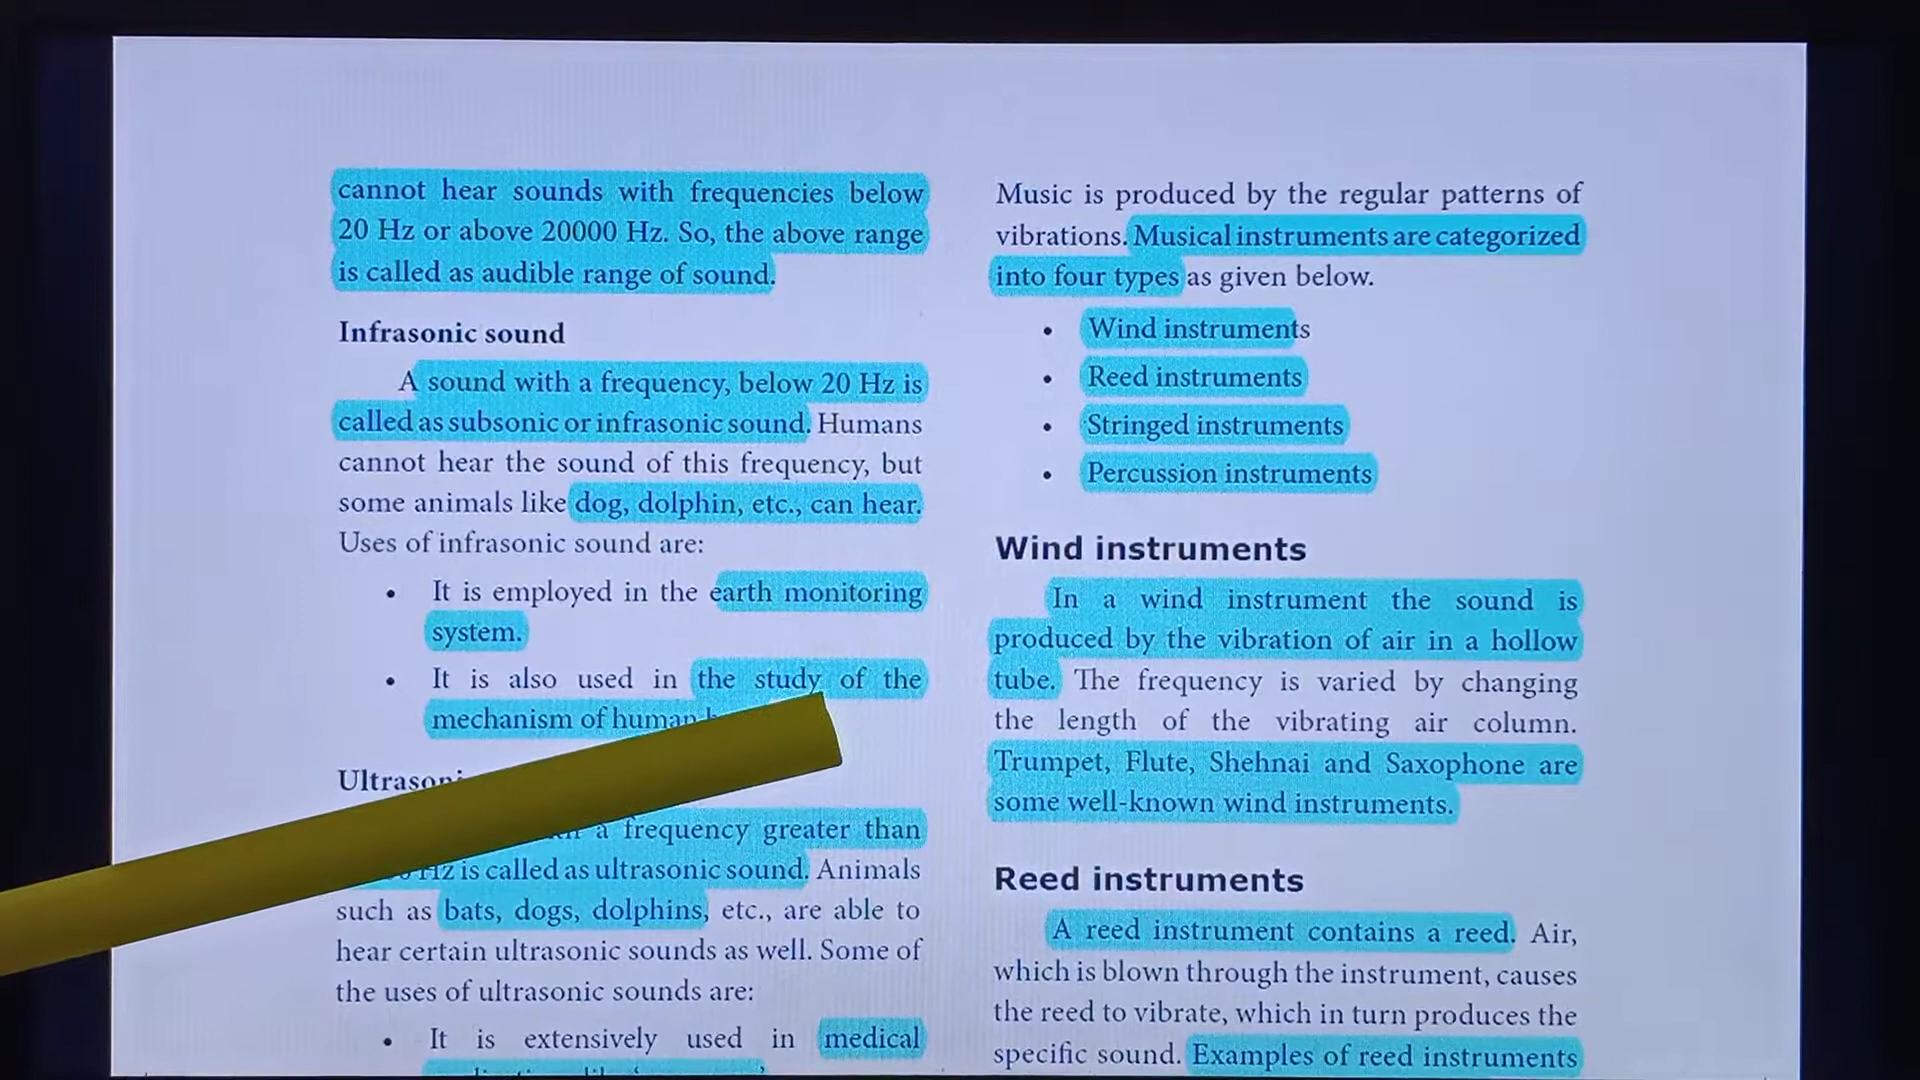 cannot hear sounds with frequencies below
20 Hz or above 20000 Hz. So, the above range
is called as audible range of sound.
Infrasonic sound
A sound with a frequency, below 20 Hz is
called as subsonic or infrasonic sound. Humans
cannot hear the sound of this frequency, but
some animals like dog, dolphin, etc., can hear.
Uses of infrasonic sound are:
• It is employed in the earth monitoring
system.
• It is also used in the study of the
mechanism of human
a frequency greater than
Hz is called as ultrasonic sound. Animals
such as bats, dogs, dolphins, etc., are able to
hear certain ultrasonic sounds as well. Some of
the uses of ultrasonic sounds are:
• It is extensively used in medical
Music is produced by the regular patterns of
vibrations. Musical instruments are categorized
into four types as given below.
• Wind instruments
• Reed instruments
• Stringed instruments
• Percussion instruments
Wind instruments
In a wind instrument the sound is
produced by the vibration of air in a hollow
tube. The frequency is varied by changing
the length of the vibrating air column.
Trumpet, Flute, Shehnai and Saxophone are
some well-known wind instruments.
Reed instruments
A reed instrument contains a reed. Air,
which is blown through the instrument, causes
the reed to vibrate, which in turn produces the
specific sound. Examples of reed instruments